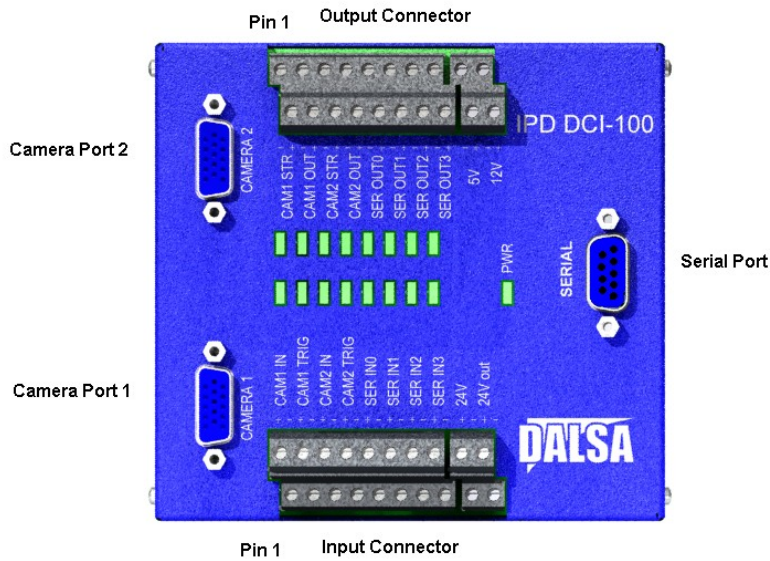 Pin 1
Output Connector
IPD DCI-100
Camera Port 2
CAMERA 2
CAM1 STR
CAM1 OUT
CAM2 STR
CAM2 OUT
SER OUT0
SER OUT1
SER OUT2
SER OUT3
5V
12V
PWR
SERIAL
Serial Port
CAM1 IN
CAM1 TRIG
CAM2 IN
CAM2 TRIG
SER IN0
SER IN1
SER IN2
SER IN3
24V
24V out
Camera Port 1
CAMERA 1
DALSA
Pin 1
Input Connector